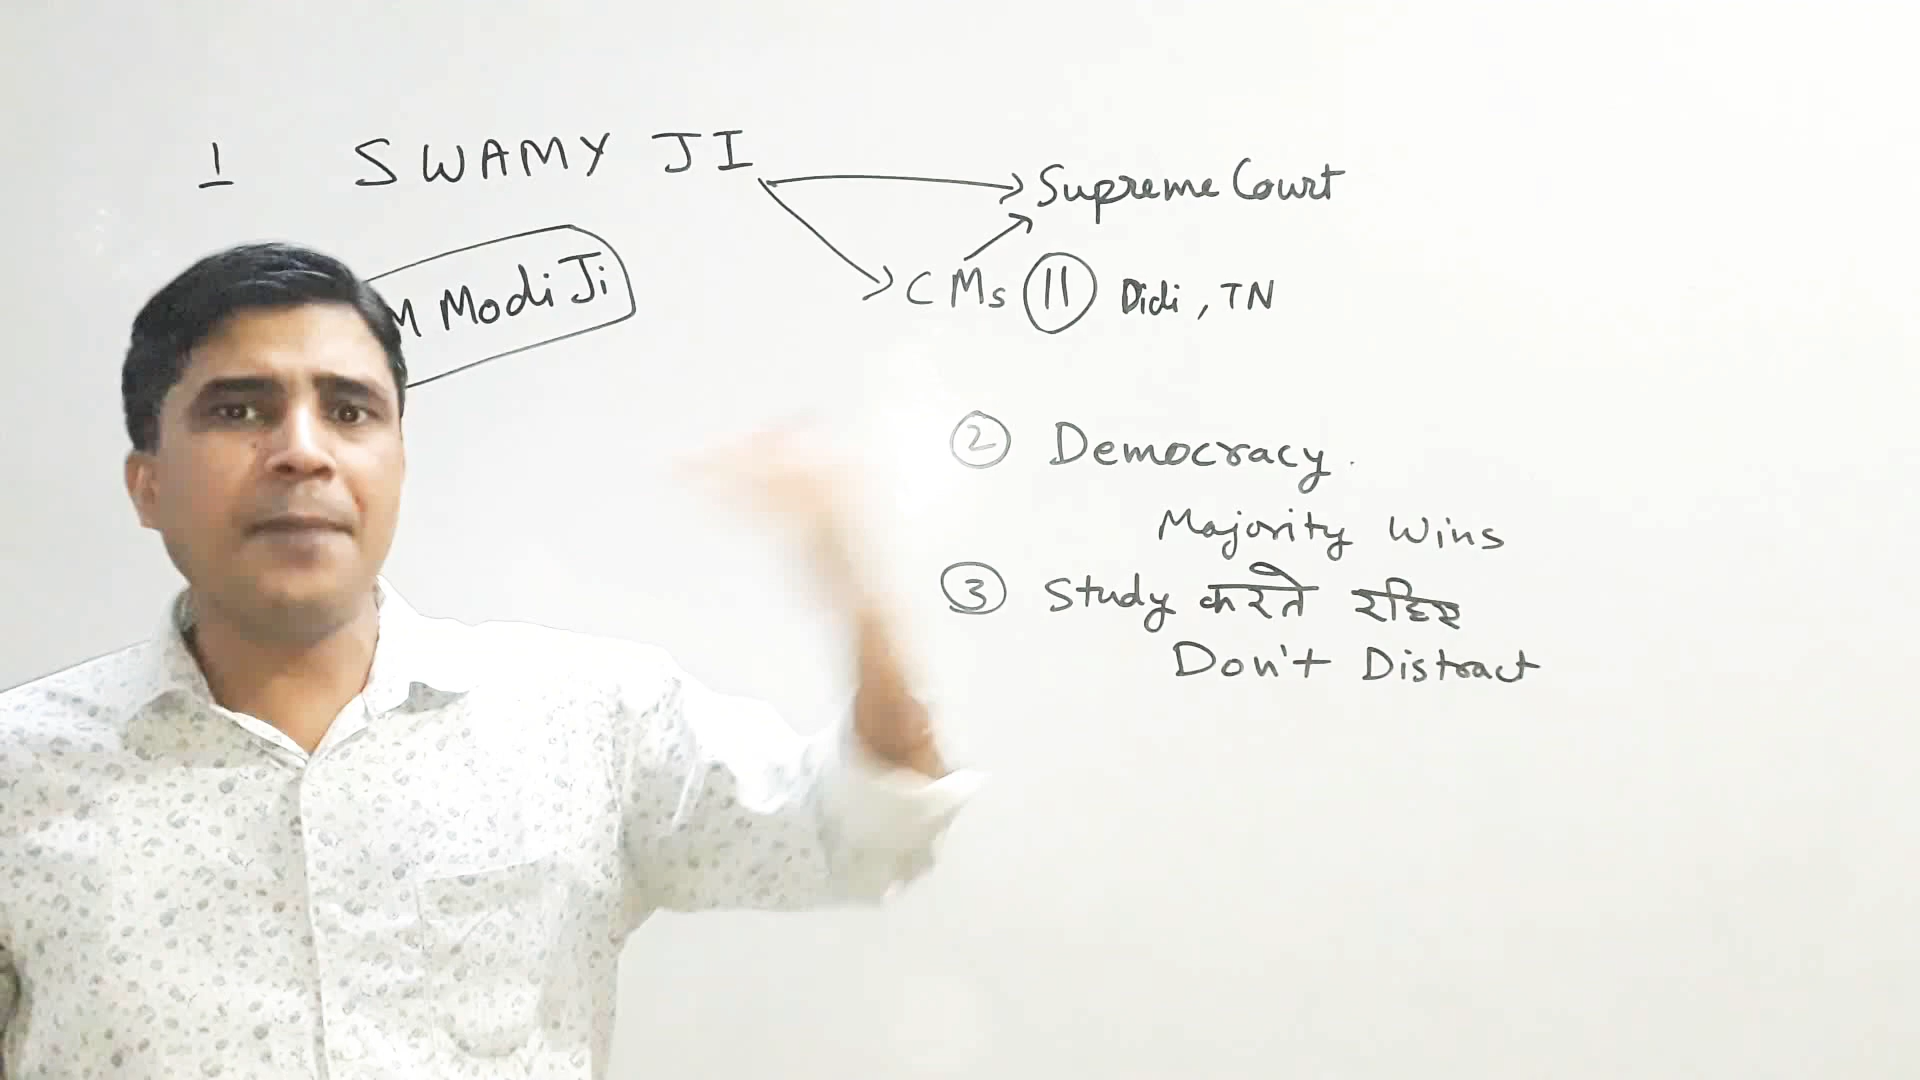 1 SWAMY JI
Supreme Court
M Modi Ji
CMs 11 Didi, TN
2 Democracy.
Majority Wins
3 Study करते रहिए
Don't Distract